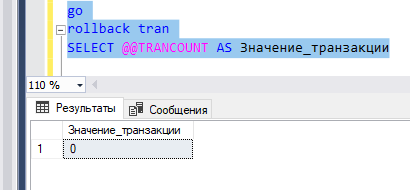 go
rollback tran
SELECT @@TRANCOUNT AS Значение_транзакции
110 %
Результаты Сообщения
Значение_транзакции
1 0